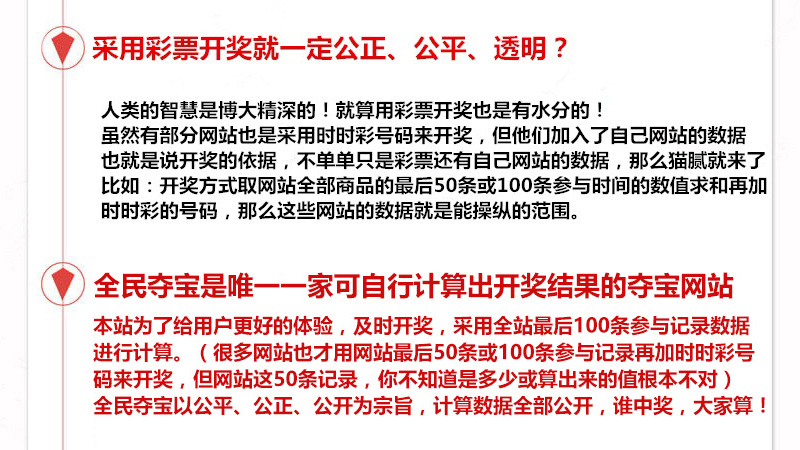 采用彩票开奖就一定公正、公平、透明？
人类的智慧是博大精深的！就算用彩票开奖也是有水分的！
虽然有部分网站也是采用时时彩号码来开奖，但他们加入了自己网站的数据
也就是说开奖的依据，不单单只是彩票还有自己网站的数据，那么猫腻就来了
比如：开奖方式取网站全部商品的最后50条或100条参与时间的数值求和再加
时时彩的号码，那么这些网站的数据就是能操纵的范围。
全民夺宝是唯一一家可自行计算出开奖结果的夺宝网站
本站为了给用户更好的体验，及时开奖，采用全站最后100条参与记录数据
进行计算。（很多网站也才用网站最后50条或100条参与记录再加时时彩号
码来开奖，但网站这50条记录，你不知道是多少或算出来的值根本不对）
全民夺宝以公平、公正、公开为宗旨，计算数据全部公开，谁中奖，大家算！